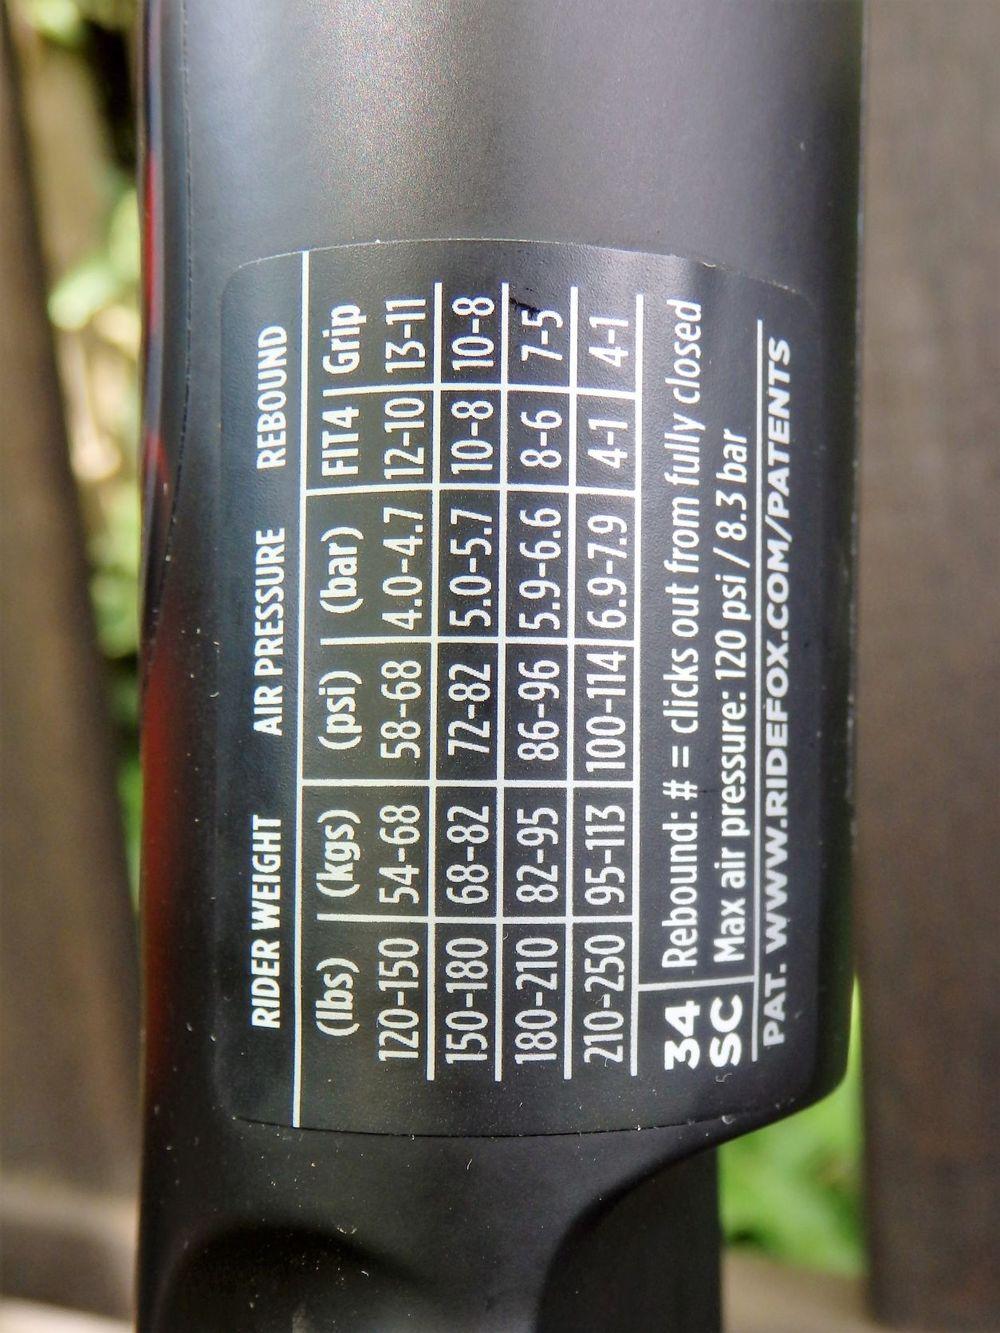 RIDER WEIGHT AIR PRESSURE REBOUND
(lbs) (kgs) (psi) (bar) FIT4 Grip
120-150 54-68 58-68 4.0-4.7 12-10 13-11
150-180 68-82 72-82 5.0-5.7 10-8 10-8
180-210 82-95 86-96 5.9-6.6 8-6 7-5
210-250 95-113 100-114 6.9-7.9 4-1 4-1
34 Rebound: # = clicks out from fully closed
SC Max air pressure: 120 psi / 8.3 bar
PAT. WWW.RIDEFOX.COM/PATENTS